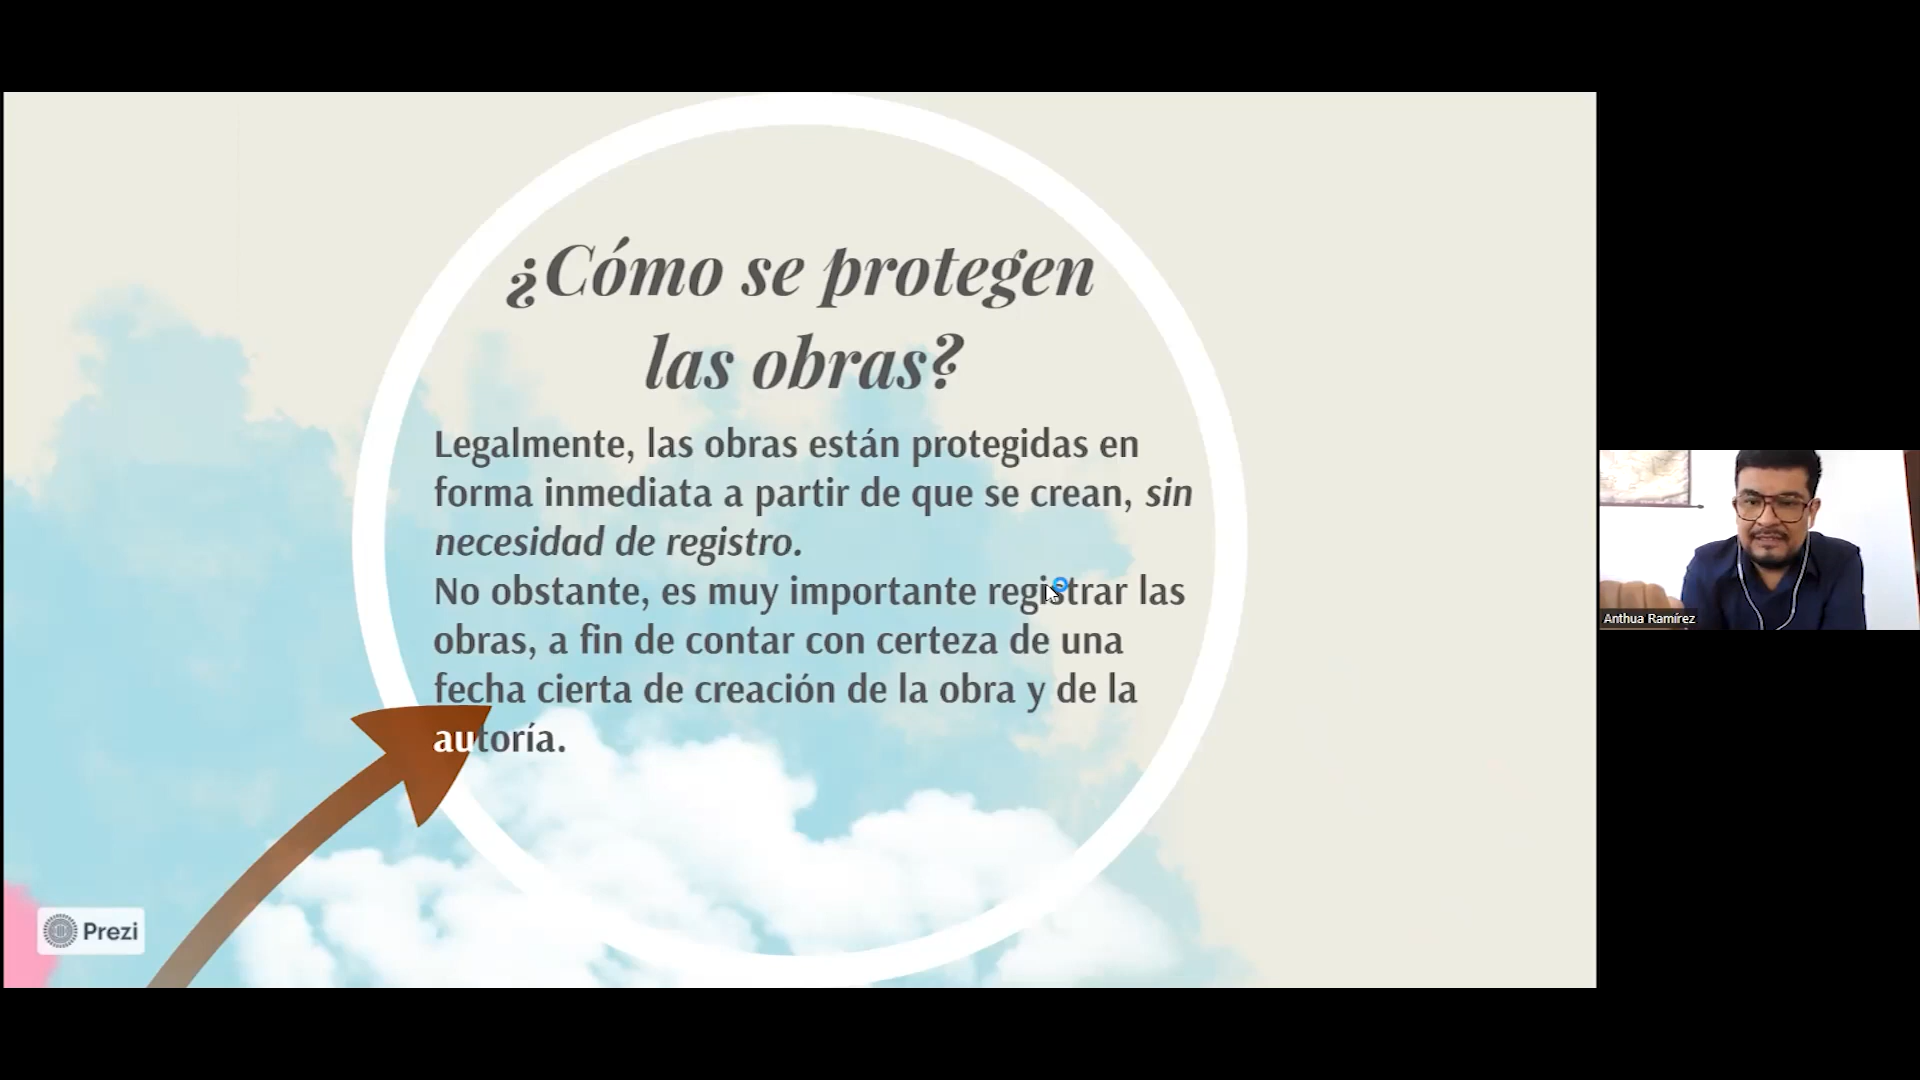 ¿Cómo se protegen
las obras?
Legalmente, las obras están protegidas en
forma inmediata a partir de que se crean, sin
necesidad de registro.
No obstante, es muy importante registrar las
obras, a fin de contar con certeza de una
fecha cierta de creación de la obra y de la
autoría.
Prezi
Anthua Ramírez